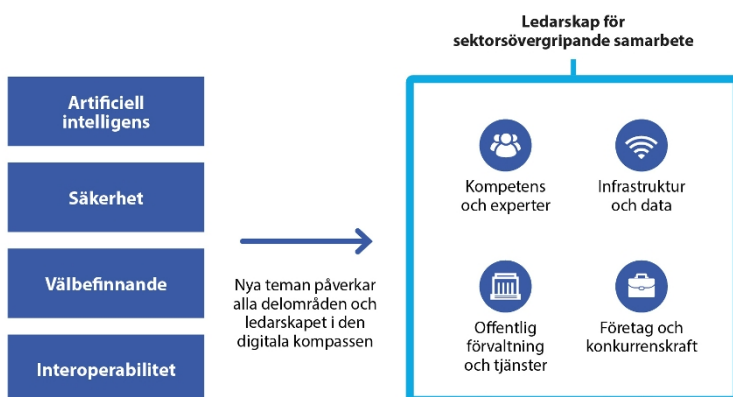 Ledarskap för
sektorsövergripande samarbete
Artificiell
intelligens
Säkerhet
Välbefinnande
Interoperabilitet
Nya teman påverkar
alla delområden och
ledarskapet i den
digitala kompassen
Kompetens
och experter
Infrastruktur
och data
Offentlig
förvaltning
och tjänster
Företag och
konkurrenskraft